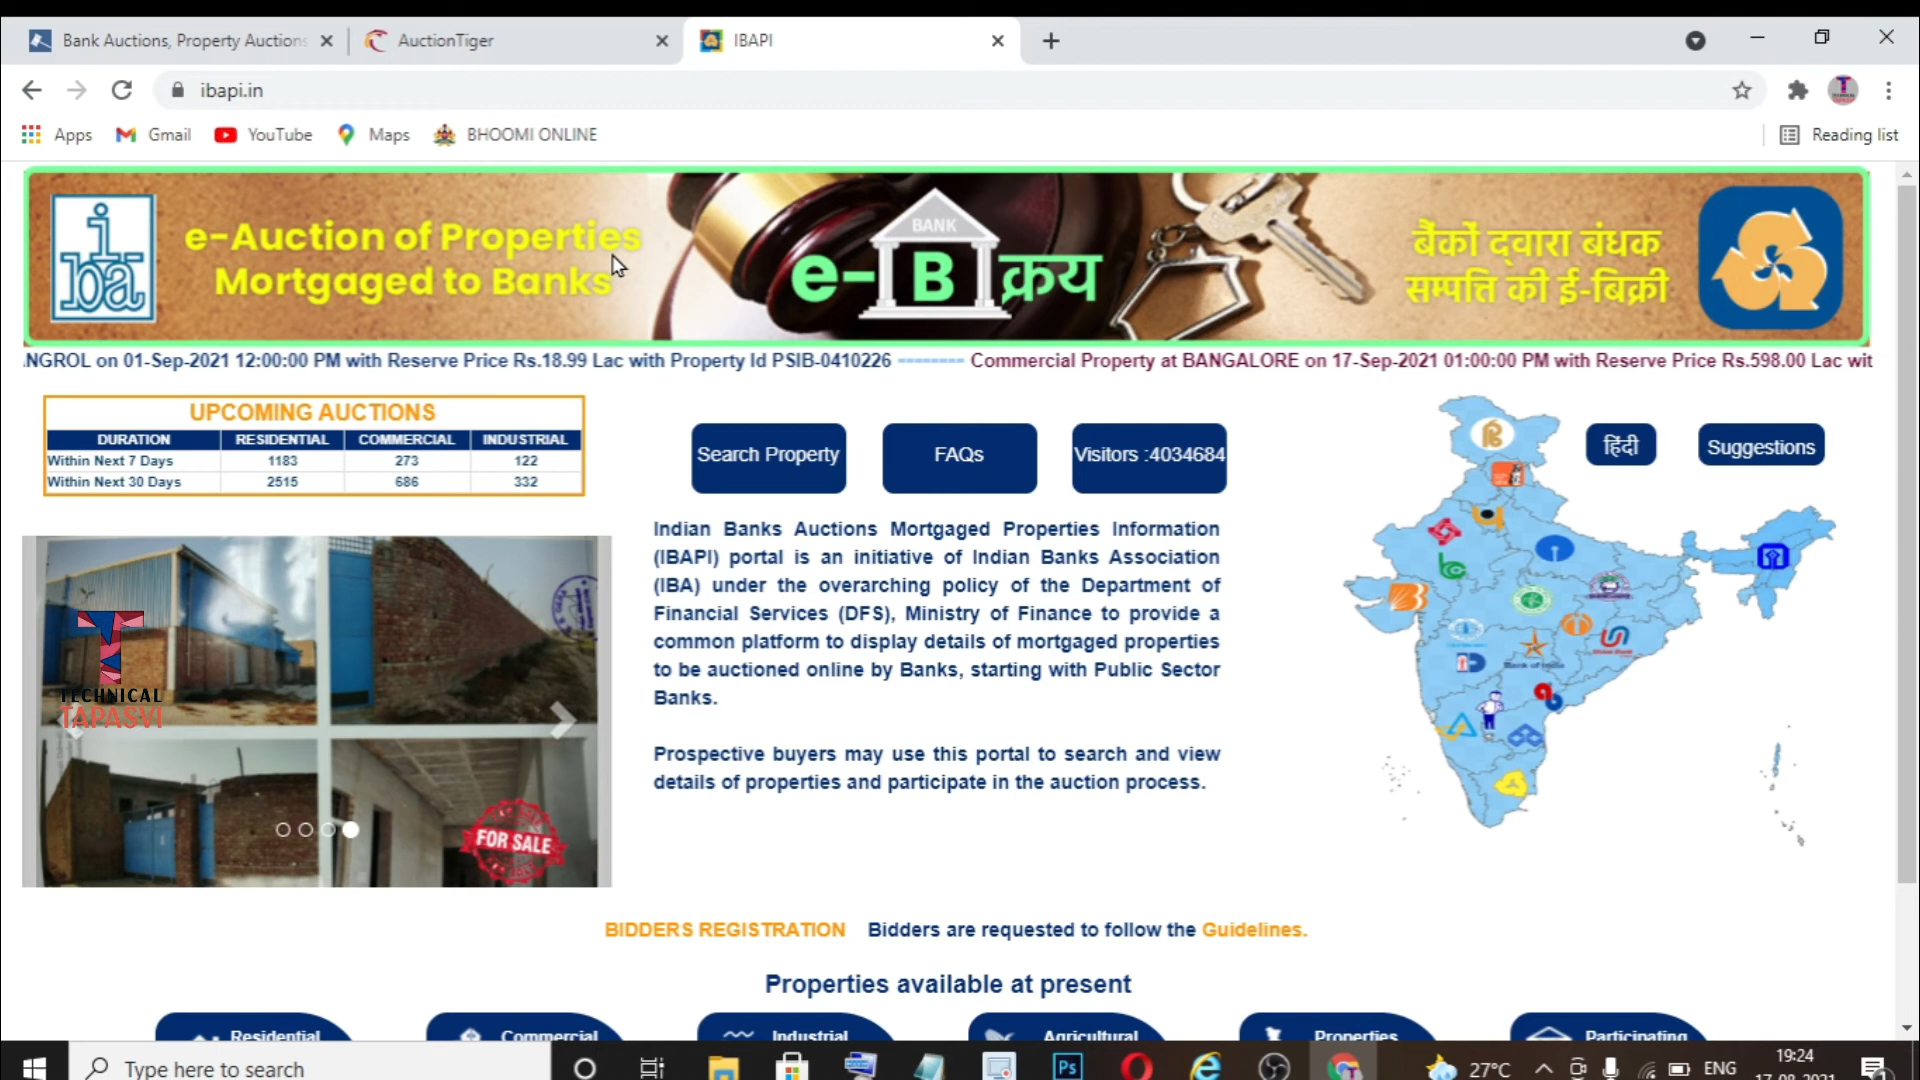 Bank Auctions, Property Auctions
AuctionTiger
IBAPI
ibapi.in
Apps
Gmail
YouTube
Maps
BHOOMI ONLINE
Reading list
iba
e-Auction of Properties
Mortgaged to Banks
BANK
e-Bक्रय
बैंकों द्वारा बंधक
सम्पत्ति की ई-बिक्री
NGROL on 01-Sep-2021 12:00:00 PM with Reserve Price Rs.18.99 Lac with Property Id PSIB-0410226 -------- Commercial Property at BANGALORE on 17-Sep-2021 01:00:00 PM with Reserve Price Rs.598.00 Lac wit
UPCOMING AUCTIONS
DURATION RESIDENTIAL COMMERCIAL INDUSTRIAL
Within Next 7 Days 1183 273 122
Within Next 30 Days 2515 686 332
Search Property
FAQs
Visitors :4034684
हिंदी
Suggestions
Indian Banks Auctions Mortgaged Properties Information
(IBAPI) portal is an initiative of Indian Banks Association
(IBA) under the overarching policy of the Department of
Financial Services (DFS), Ministry of Finance to provide a
common platform to display details of mortgaged properties
to be auctioned online by Banks, starting with Public Sector
Banks.
Prospective buyers may use this portal to search and view
details of properties and participate in the auction process.
TECHNICAL
TAPASVI
FOR SALE
Bank of India
BIDDERS REGISTRATION Bidders are requested to follow the Guidelines.
Properties available at present
Residential
Commercial
Industrial
Agricultural
Properties
Participating
Type here to search
Ps
27°C
ENG
19:24
17-08-2021